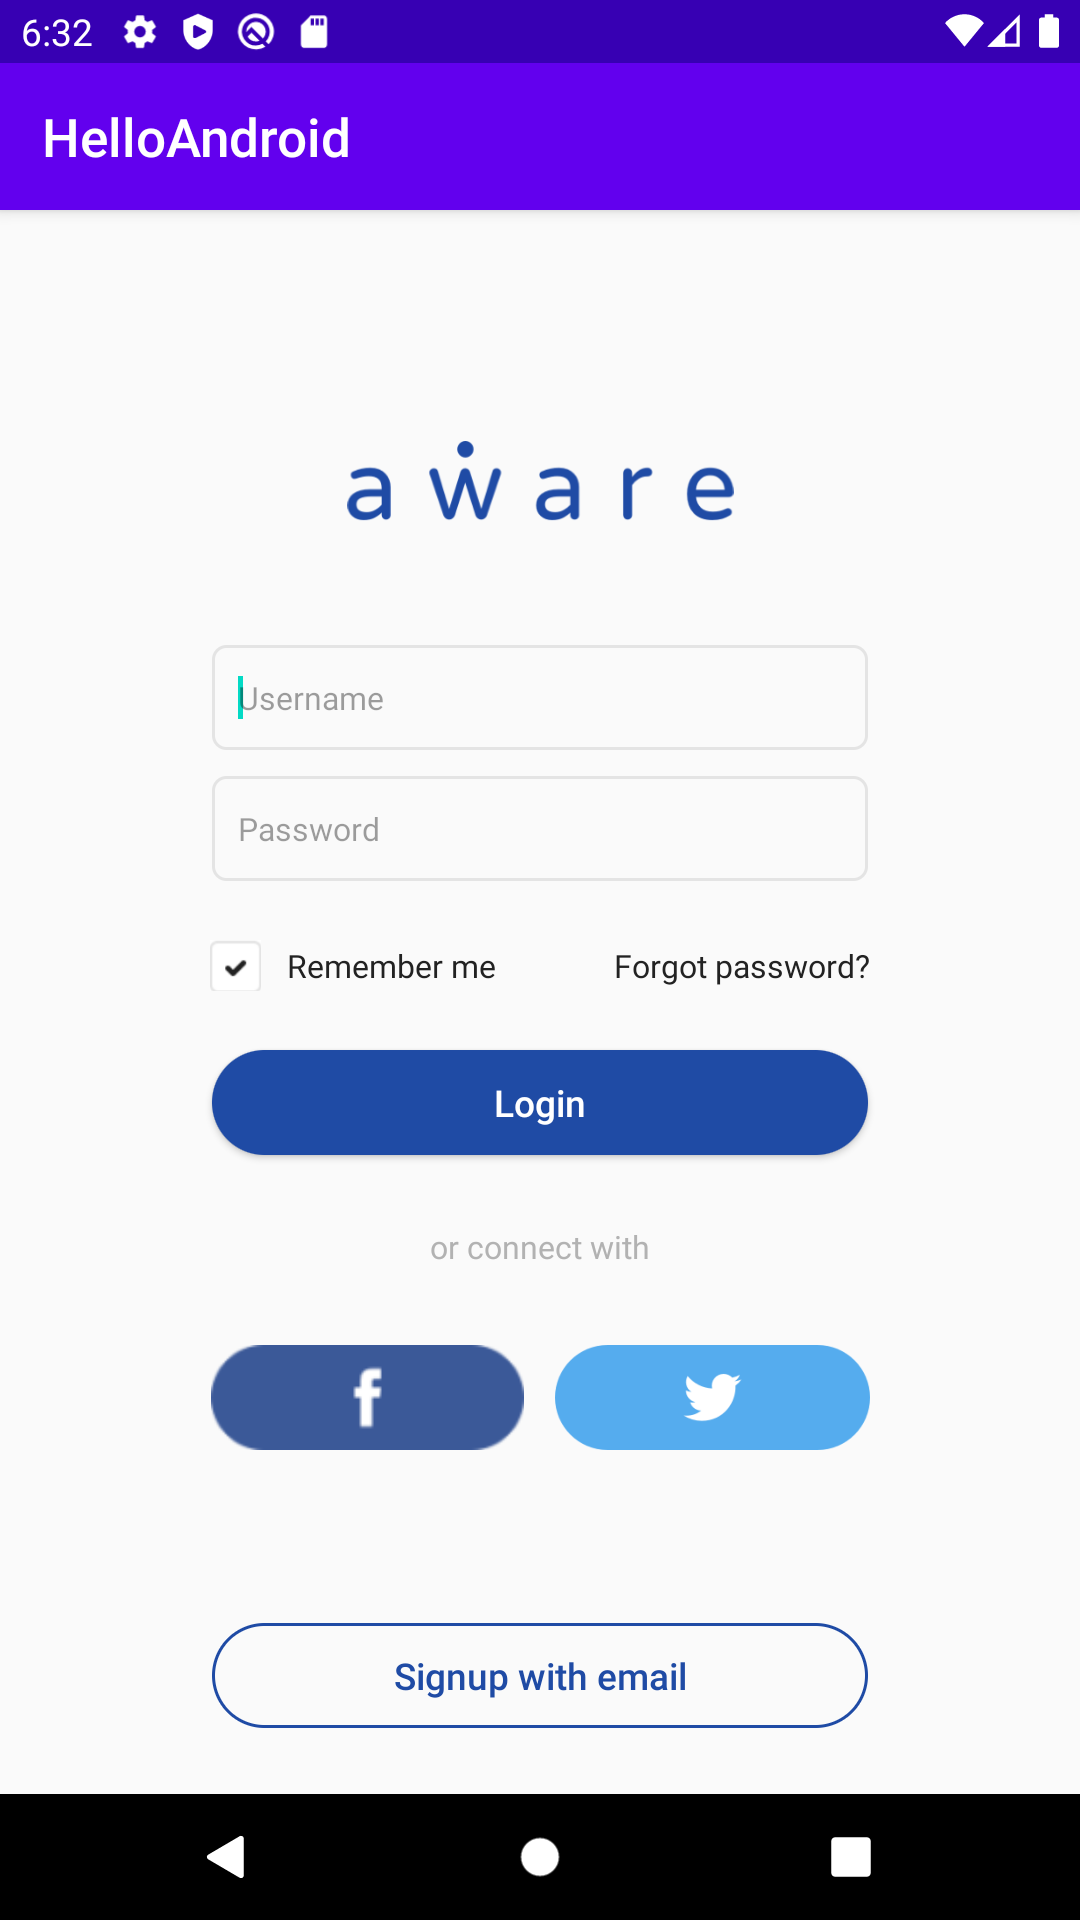 6:32
HelloAndroid
aware
Username
Password
Remember me Forgot password?
Login
or connect with
f
Signup with email